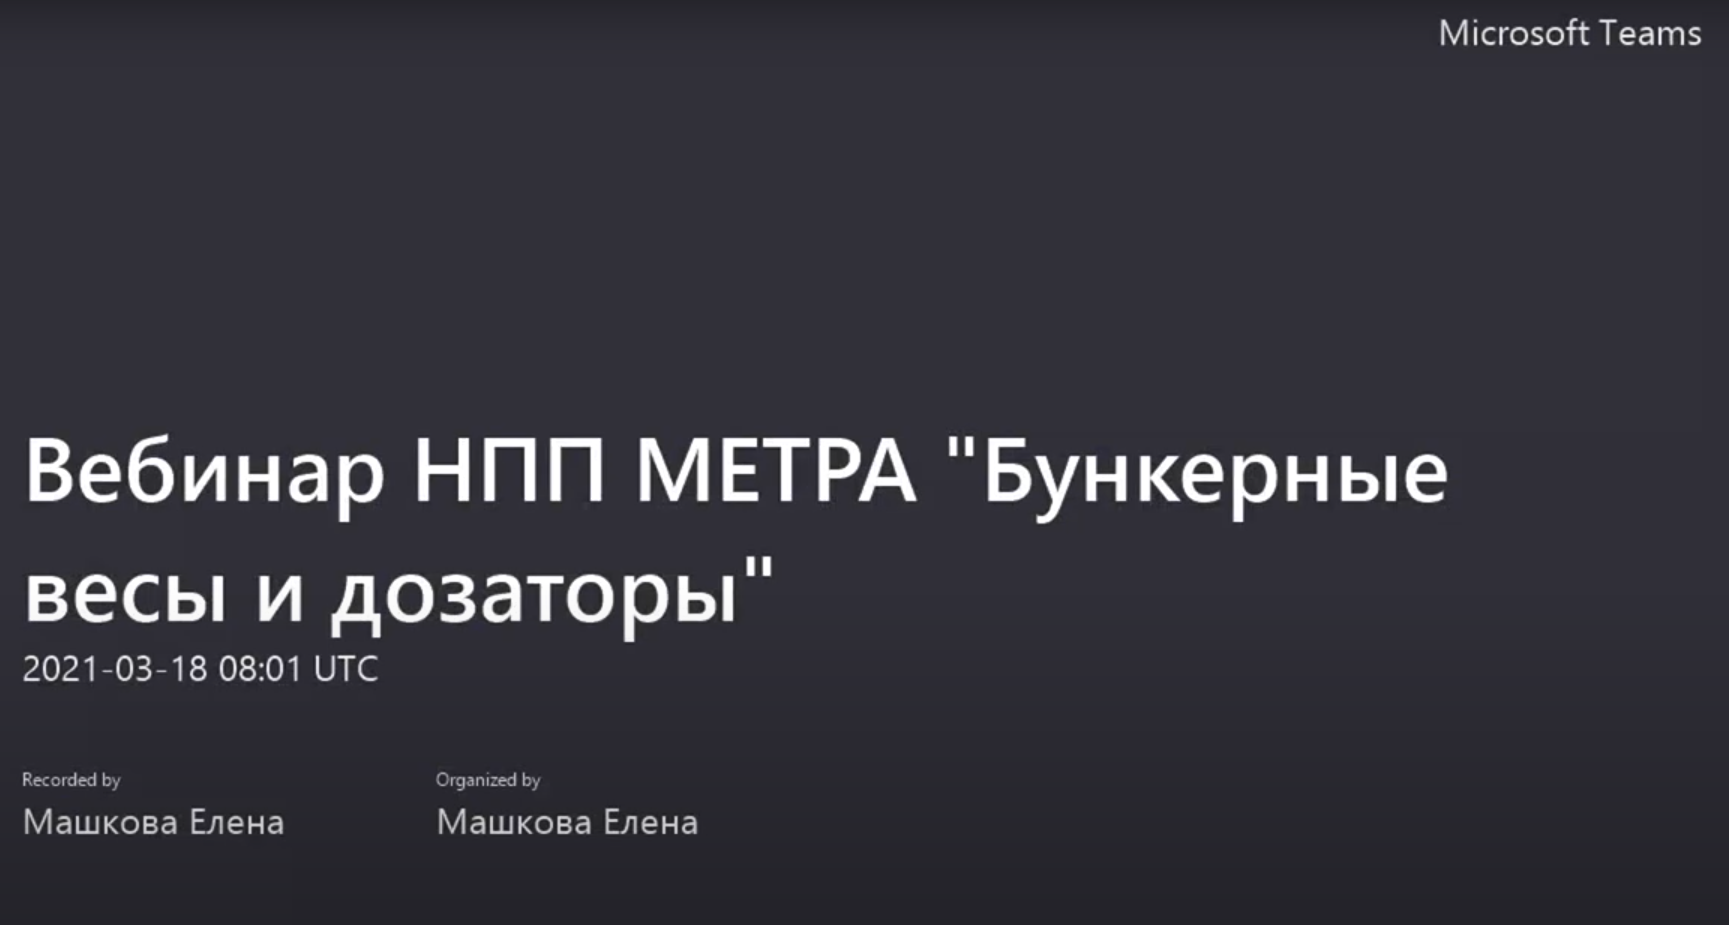 Microsoft Teams
Вебинар НПП МЕТРА "Бункерные
весы и дозаторы"
2021-03-18 08:01 UTC
Recorded by
Машкова Елена
Organized by
Машкова Елена